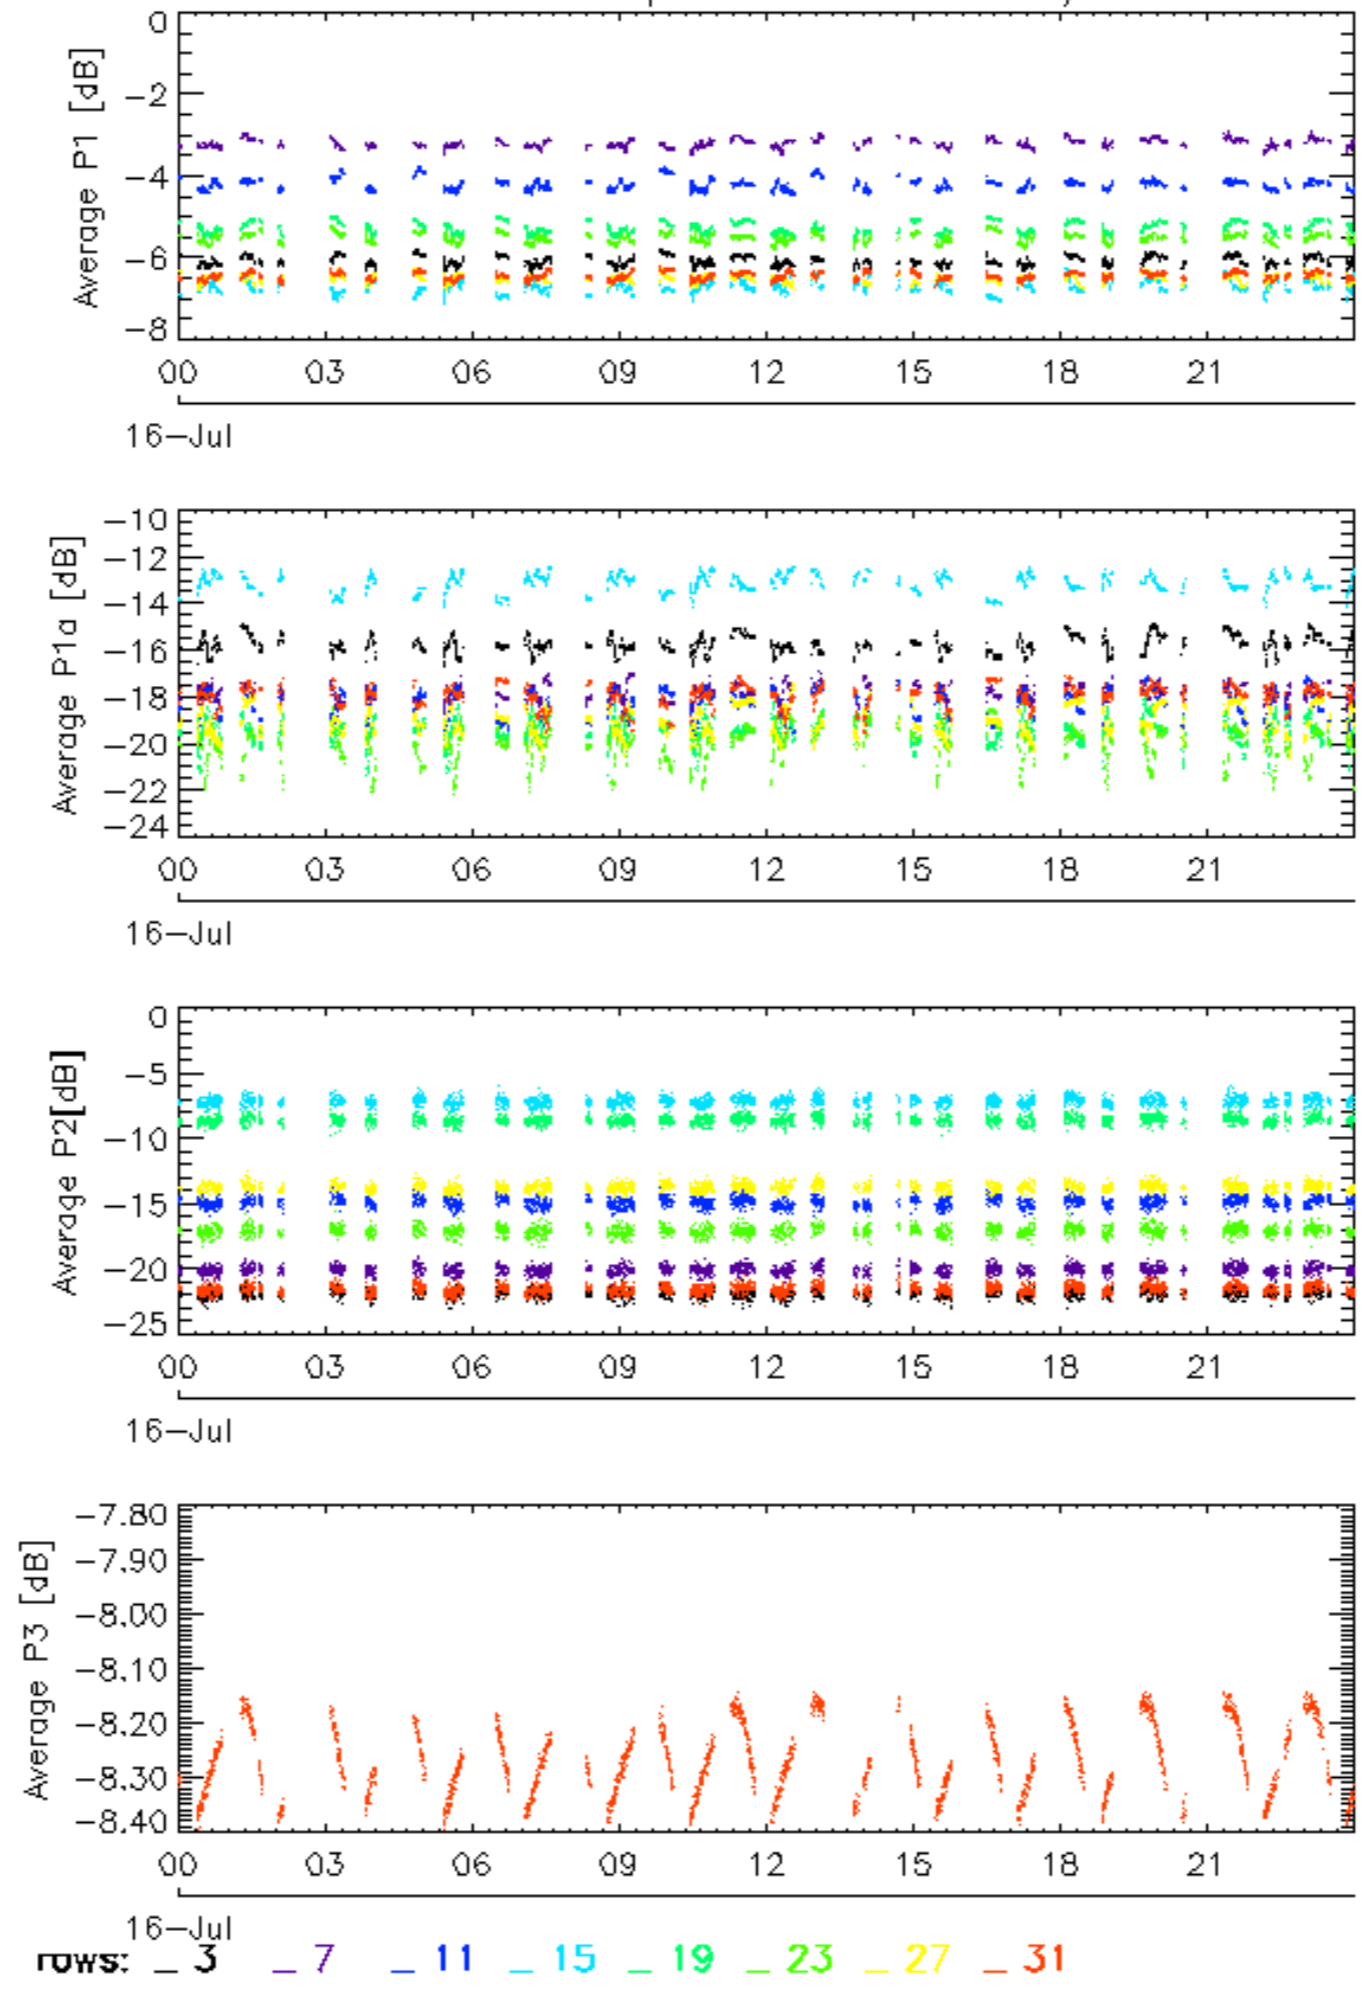 Average P1 [dB]
0
-2
-4
-6
-8
00 03 06 09 12 15 18 21
16-Jul
Average P1a [dB]
-10
-12
-14
-16
-18
-20
-22
-24
00 03 06 09 12 15 18 21
16-Jul
Average P2[dB]
0
-5
-10
-15
-20
-25
00 03 06 09 12 15 18 21
16-Jul
Average P3 [dB]
-7.80
-7.90
-8.00
-8.10
-8.20
-8.30
-8.40
00 03 06 09 12 15 18 21
16-Jul
rows: _ 3 _ 7 _ 11 _ 15 _ 19 _ 23 _ 27 _ 31